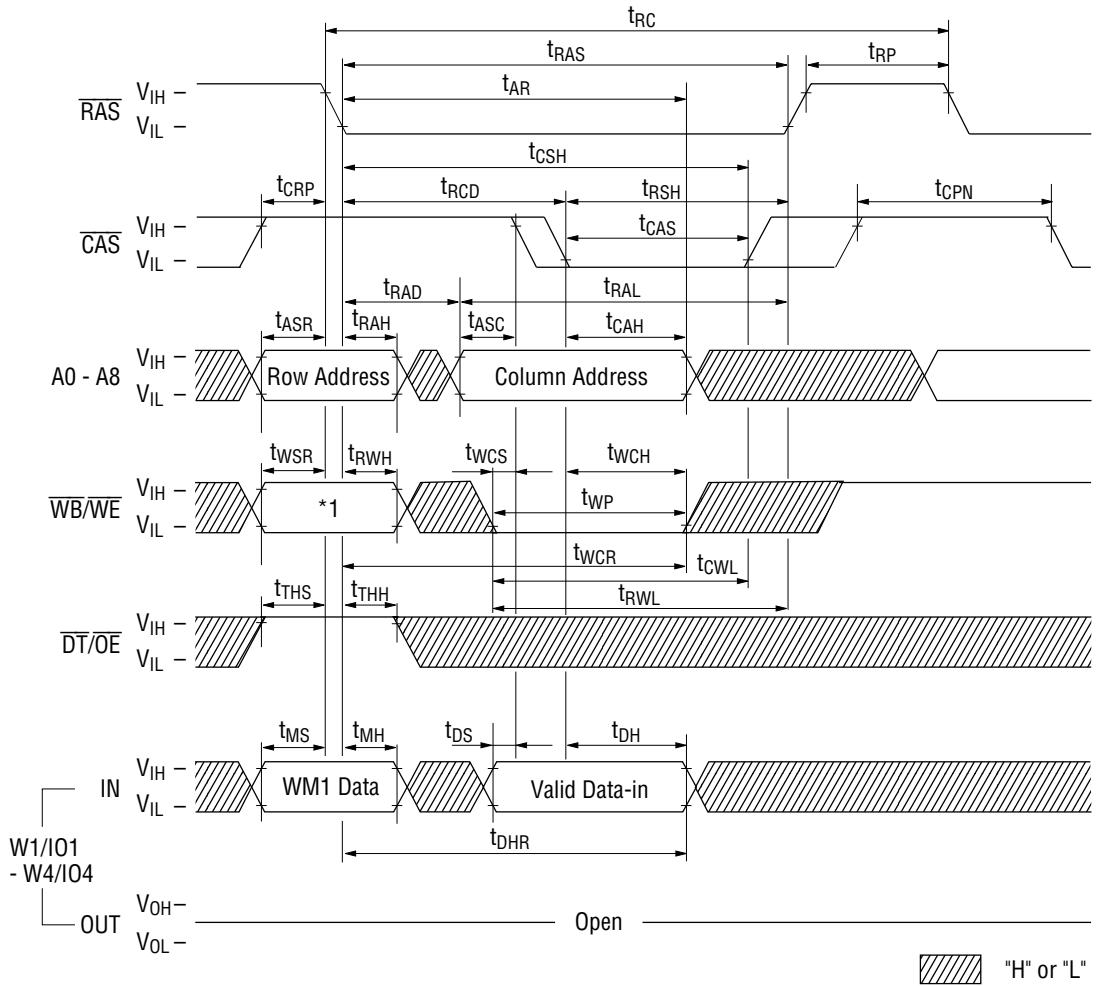 tRC
tRAS
tRP
tAR
RAS
VIH –
VIL –
tCSH
tCRP
tRCD
tRSH
tCPN
CAS
VIH –
VIL –
tCAS
tRAD
tRAL
tASR
tRAH
tASC
tCAH
A0 - A8
VIH –
VIL –
Row Address
Column Address
tWSR
tRWH
tWCS
tWCH
WB/WE
VIH –
VIL –
*1
tWP
tWCR
tCWL
tRWL
tTHS
tTHH
DT/OE
VIH –
VIL –
tMS
tMH
tDS
tDH
IN
VIH –
VIL –
WM1 Data
Valid Data-in
tDHR
W1/IO1
- W4/IO4
OUT
VOH –
VOL –
Open
"H" or "L"